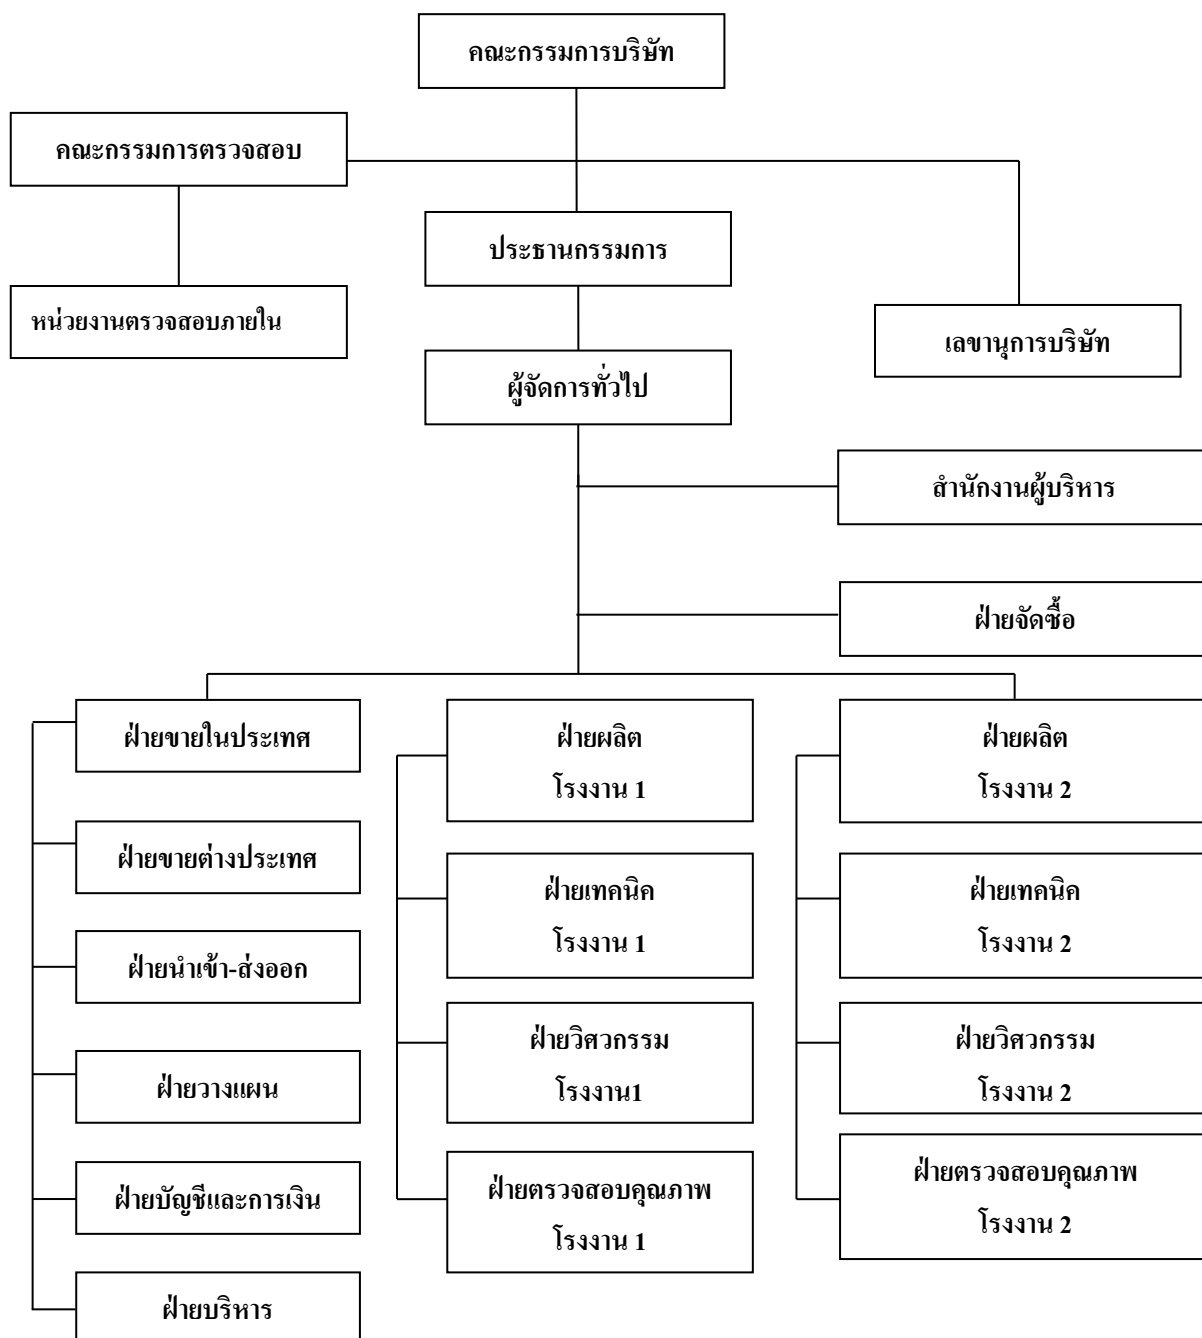 คณะกรรมการบริษัท
คณะกรรมการตรวจสอบ
ประธานกรรมการ
หน่วยงานตรวจสอบภายใน
เลขานุการบริษัท
ผู้จัดการทั่วไป
สำนักงานผู้บริหาร
ฝ่ายจัดซื้อ
ฝ่ายขายในประเทศ
ฝ่ายขายต่างประเทศ
ฝ่ายนำเข้า-ส่งออก
ฝ่ายวางแผน
ฝ่ายบัญชีและการเงิน
ฝ่ายบริหาร
ฝ่ายผลิต
โรงงาน 1
ฝ่ายเทคนิค
โรงงาน 1
ฝ่ายวิศวกรรม
โรงงาน1
ฝ่ายตรวจสอบคุณภาพ
โรงงาน 1
ฝ่ายผลิต
โรงงาน 2
ฝ่ายเทคนิค
โรงงาน 2
ฝ่ายวิศวกรรม
โรงงาน 2
ฝ่ายตรวจสอบคุณภาพ
โรงงาน 2